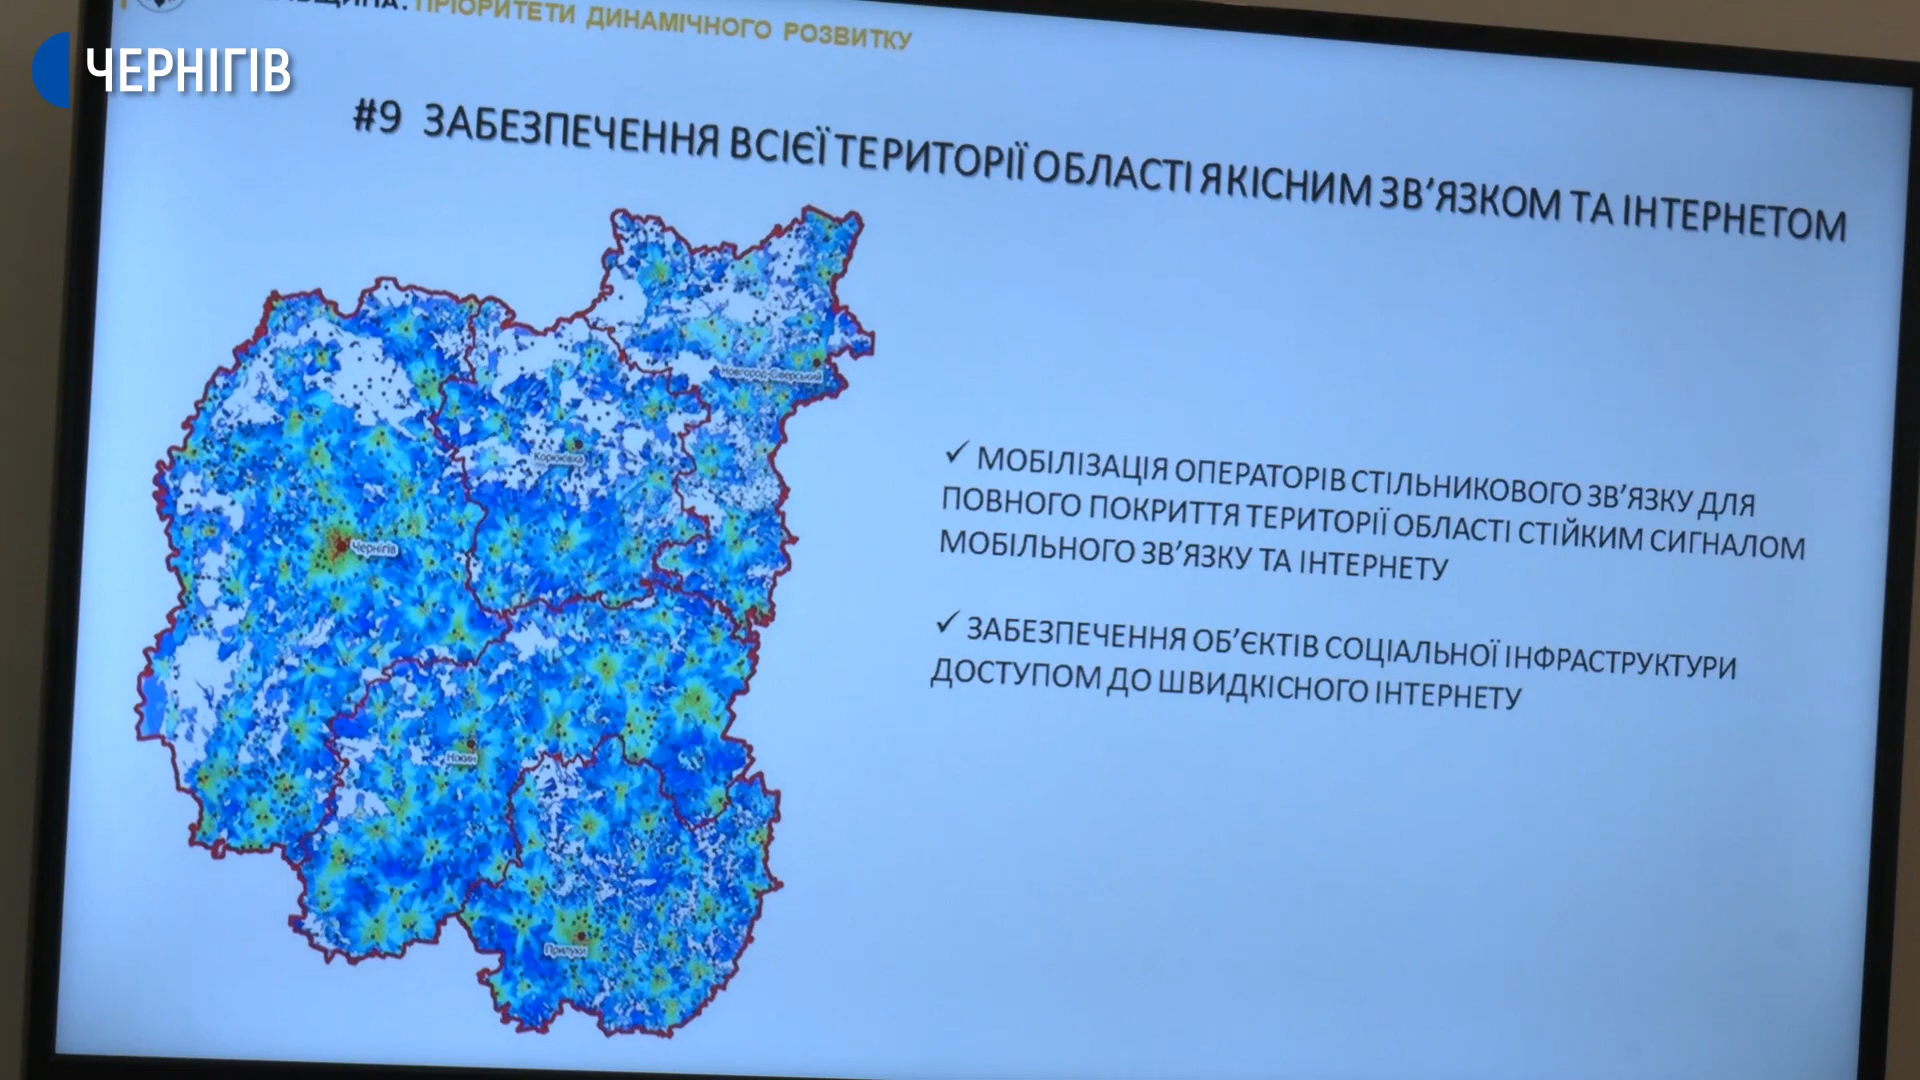 ПРІОРИТЕТИ ДИНАМІЧНОГО РОЗВИТКУ
ЧЕРНІГІВ
#9 ЗАБЕЗПЕЧЕННЯ ВСІЄЇ ТЕРИТОРІЇ ОБЛАСТІ ЯКІСНИМ ЗВ’ЯЗКОМ ТА ІНТЕРНЕТОМ
Новгород-Сіверський
Корюківка
Чернігів
Ніжин
Прилуки
✓ МОБІЛІЗАЦІЯ ОПЕРАТОРІВ СТІЛЬНИКОВОГО ЗВ’ЯЗКУ ДЛЯ
ПОВНОГО ПОКРИТТЯ ТЕРИТОРІЇ ОБЛАСТІ СТІЙКИМ СИГНАЛОМ
МОБІЛЬНОГО ЗВ’ЯЗКУ ТА ІНТЕРНЕТУ
✓ ЗАБЕЗПЕЧЕННЯ ОБ’ЄКТІВ СОЦІАЛЬНОЇ ІНФРАСТРУКТУРИ
ДОСТУПОМ ДО ШВИДКІСНОГО ІНТЕРНЕТУ